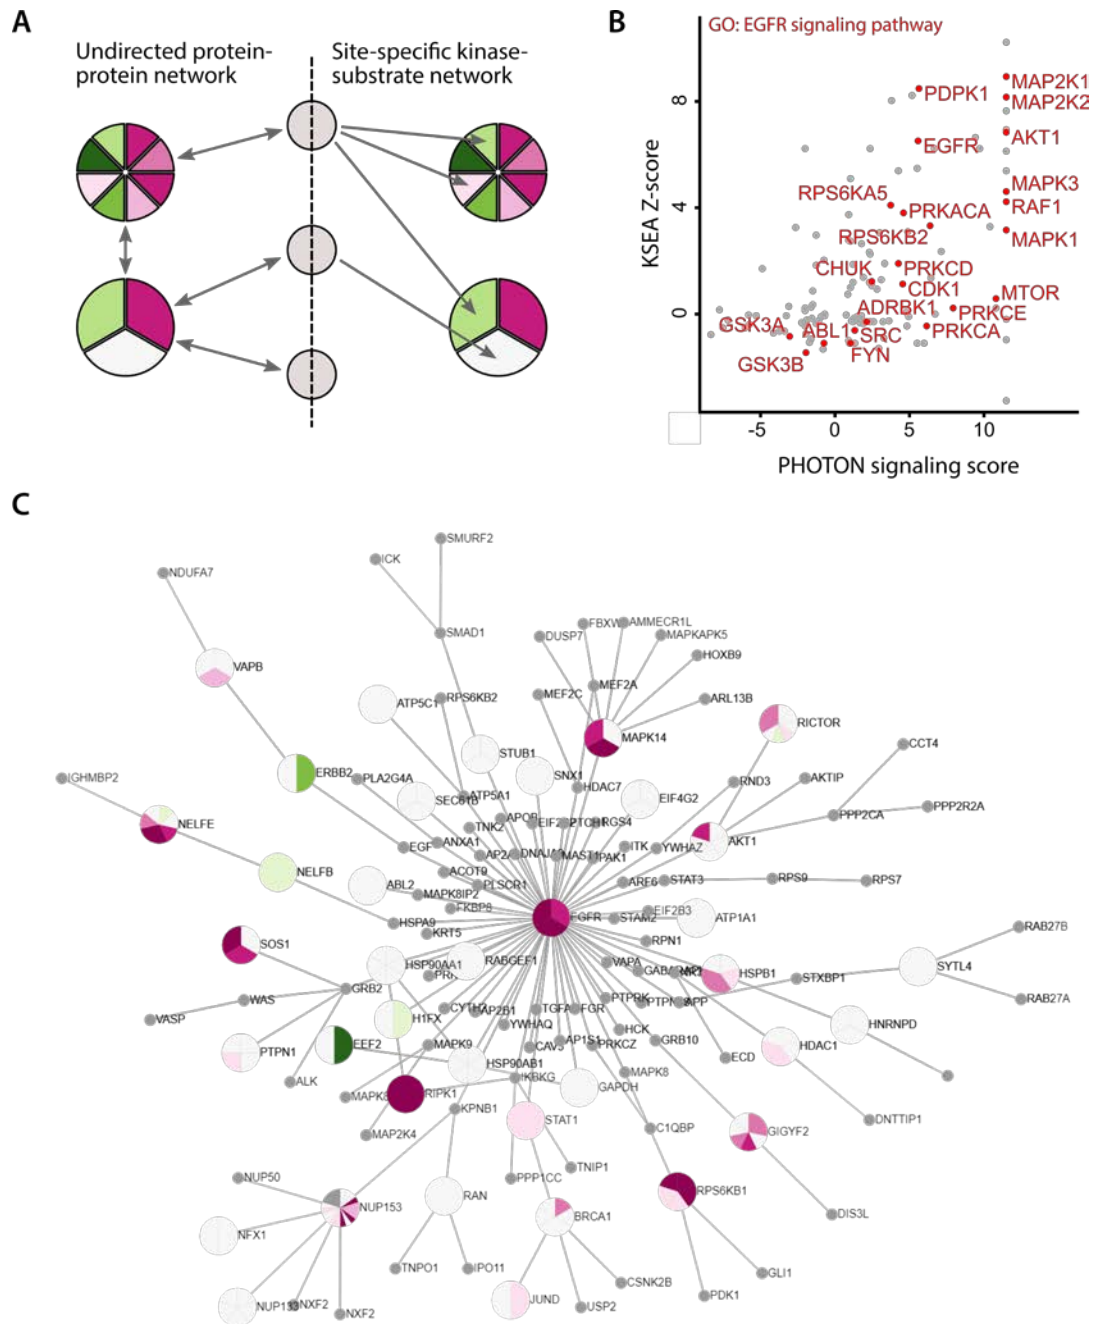 A
Undirected protein-
protein network
Site-specific kinase-
substrate network
B
GO: EGFR signaling pathway
KSEA Z-score
8
4
0
-5
0
5
10
PHOTON signaling score
PDPK1
MAP2K1
MAP2K2
EGFR
AKT1
RPS6KA5
PRKACA
MAPK3
RAF1
RPS6KB2
MAPK1
CHUK
PRKCD
CDK1
MTOR
ADRBK1
PRKCE
GSK3A
ABL1
SRC
PRKCA
GSK3B
FYN
C
SMURF2
ICK
NDUFA7
SMAD1
DUSP7
FBXW
AMMECR1L
MAPKAPK5
HOXB9
VAPB
MEF2A
MEF2C
ARL13B
ATP5C1
RPS6KB2
RICTOR
MAPK14
CCT4
STUB1
ERBB2
PLA2G4A
SNX1
HDAC7
RND3
AKTIP
IGHMBP2
SEC61B
ATP5A1
EIF4G2
PPP2CA
PPP2R2A
NELFE
TNK2
RGS4
AKT1
EGF
ANXA1
MAST1
PAK1
ITK
YWHAZ
NELFB
ACOT9
ABL2
MAPK8IP2
PLSCR1
ARF6
STAT3
RPS9
RPS7
FKBP8
EGFR
STAM2
EIF2B3
ATP1A1
HSPA9
KRT5
RPN1
RAB27B
SOS1
HSP90AA1
RABGEF1
VAPA
HSPB1
STXBP1
SYTL4
GRB2
RAB27A
WAS
VASP
H1FX
CYTH2
AP2B1
TGFA
FGR
PTPRK
APP
HNRNPD
YWHAQ
HCK
GRB10
PTPN1
EEF2
MAPK9
CAV3
AP1S1
PRKCZ
ECD
HDAC1
HSP90AB1
ALK
RIPK1
IKBKG
GAPDH
MAPK8
KPNB1
STAT1
C1QBP
GIGYF2
DNTTIP1
MAP2K4
TNIP1
NUP50
PPP1CC
RPS6KB1
NUP153
RAN
BRCA1
DIS3L
NFX1
TNPO1
IPO11
CSNK2B
GLI1
NUP133
NXF2
NXF2
JUND
USP2
PDK1